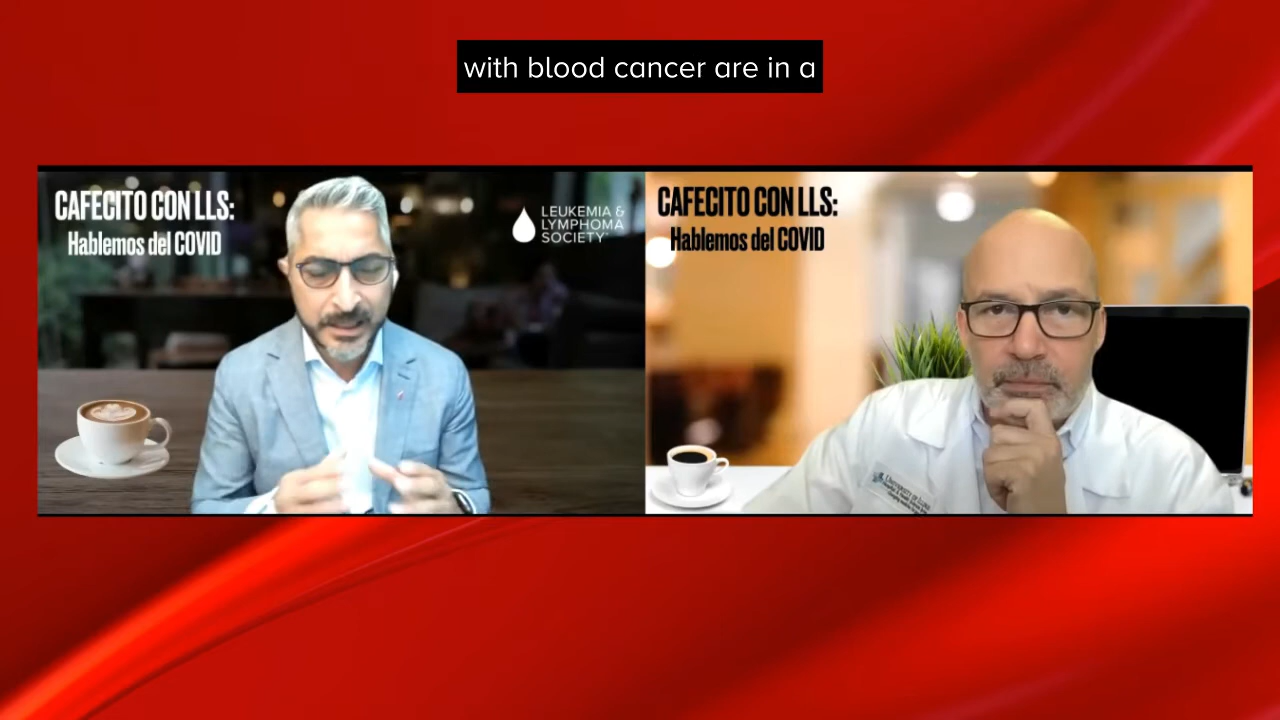 with blood cancer are in a
CAFECITO CON LLS:
Hablemos del COVID
LEUKEMIA &
LYMPHOMA
SOCIETY
CAFECITO CON LLS:
Hablemos del COVID